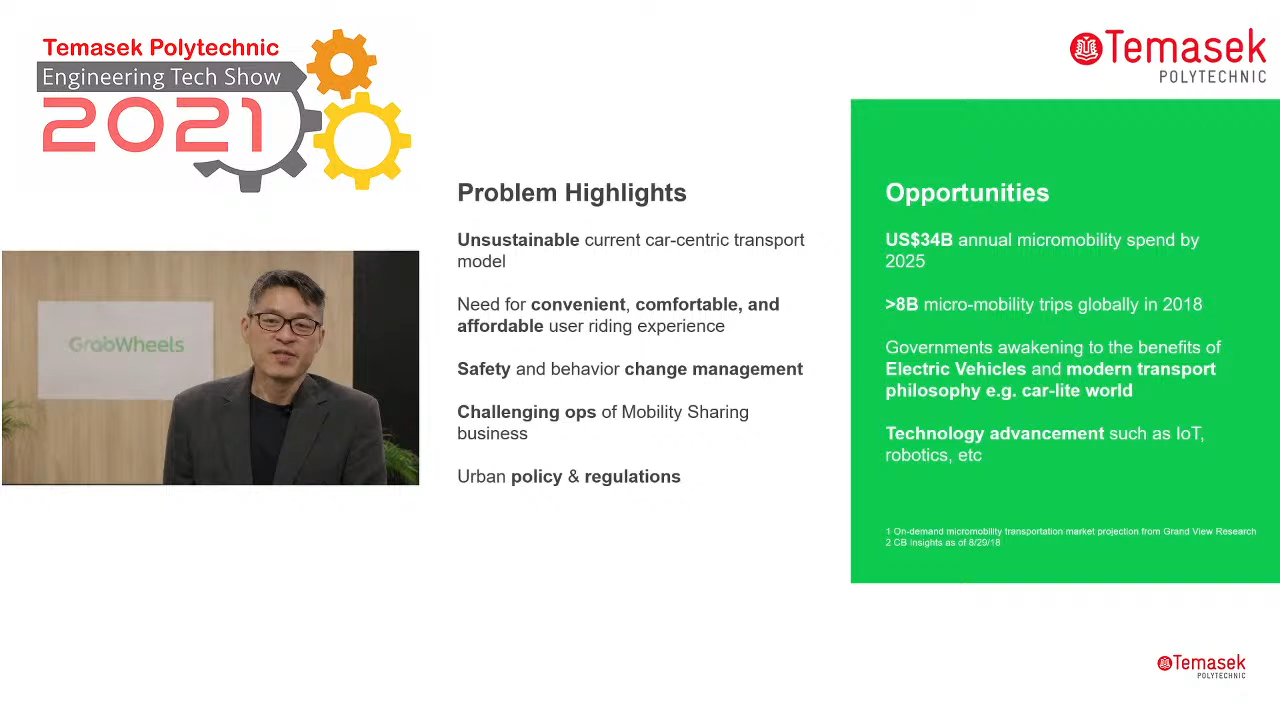 Temasek Polytechnic
Engineering Tech Show
2021
Temasek
POLYTECHNIC
GrabWheels
Problem Highlights
Unsustainable current car-centric transport
model
Need for convenient, comfortable, and
affordable user riding experience
Safety and behavior change management
Challenging ops of Mobility Sharing
business
Urban policy & regulations
Opportunities
US$34B annual micromobility spend by
2025
>8B micro-mobility trips globally in 2018
Governments awakening to the benefits of
Electric Vehicles and modern transport
philosophy e.g. car-lite world
Technology advancement such as IoT,
robotics, etc
1 On-demand micromobility transportation market projection from Grand View Research
2 CB Insights as of 8/29/18
Temasek
POLYTECHNIC